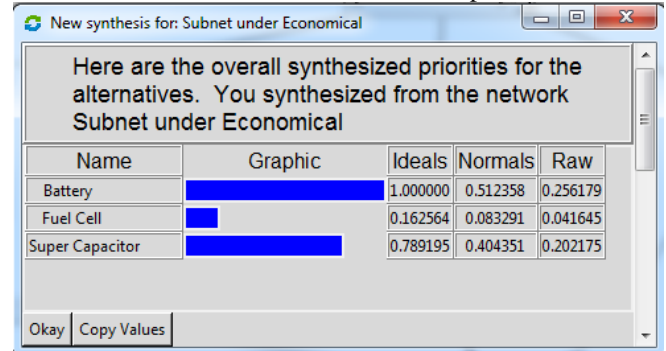 New synthesis for: Subnet under Economical
Here are the overall synthesized priorities for the
alternatives. You synthesized from the network
Subnet under Economical
Name Graphic Ideals Normals Raw
Battery 1.000000 0.512358 0.256179
Fuel Cell 0.162564 0.083291 0.041645
Super Capacitor 0.789195 0.404351 0.202175
Okay Copy Values